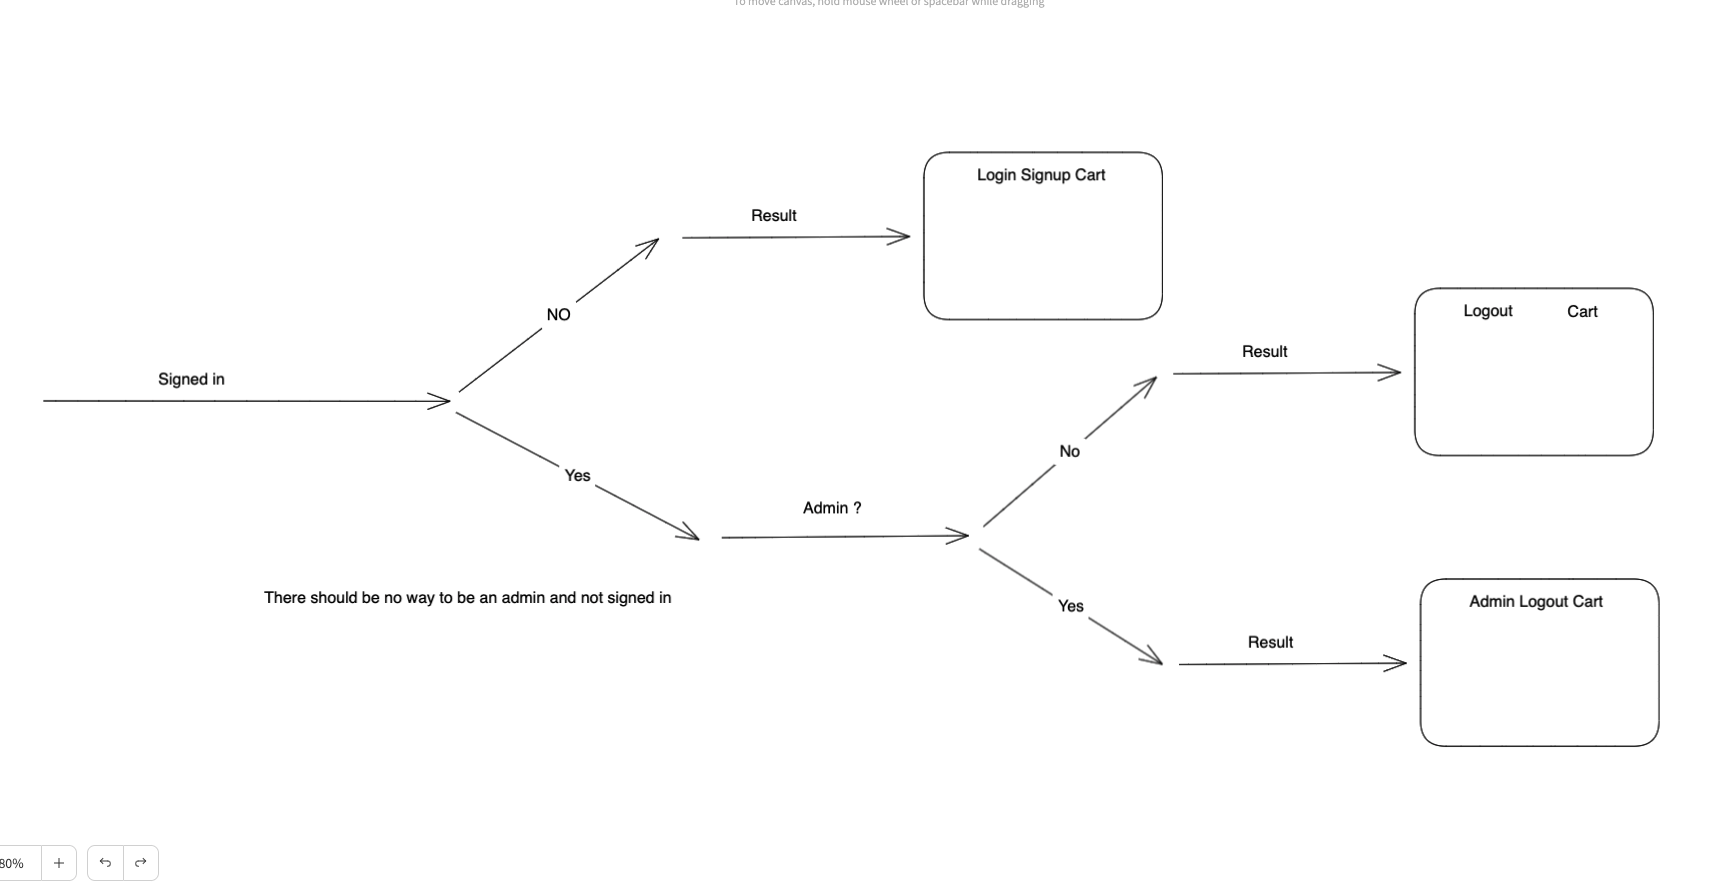 To move canvas, hold mouse wheel or spacebar while dragging
Login Signup Cart
Result
NO
Signed in
Logout Cart
Result
No
Yes
Admin ?
There should be no way to be an admin and not signed in
Yes
Admin Logout Cart
Result
80%